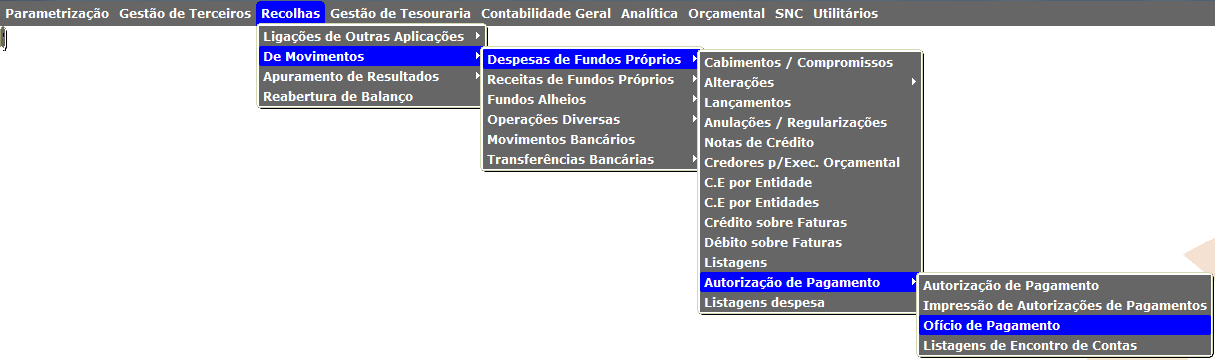 Parametrização Gestão de Terceiros Recolhas Gestão de Tesouraria Contabilidade Geral Analítica Orçamental SNC Utilitários
Ligações de Outras Aplicações
De Movimentos
Apuramento de Resultados
Reabertura de Balanço
Despesas de Fundos Próprios
Receitas de Fundos Próprios
Fundos Alheios
Operações Diversas
Movimentos Bancários
Transferências Bancárias
Cabimentos / Compromissos
Alterações
Lançamentos
Anulações / Regularizações
Notas de Crédito
Credores p/Exec. Orçamental
C.E por Entidade
C.E por Entidades
Crédito sobre Faturas
Débito sobre Faturas
Listagens
Autorização de Pagamento
Listagens despesa
Autorização de Pagamento
Impressão de Autorizações de Pagamentos
Ofício de Pagamento
Listagens de Encontro de Contas